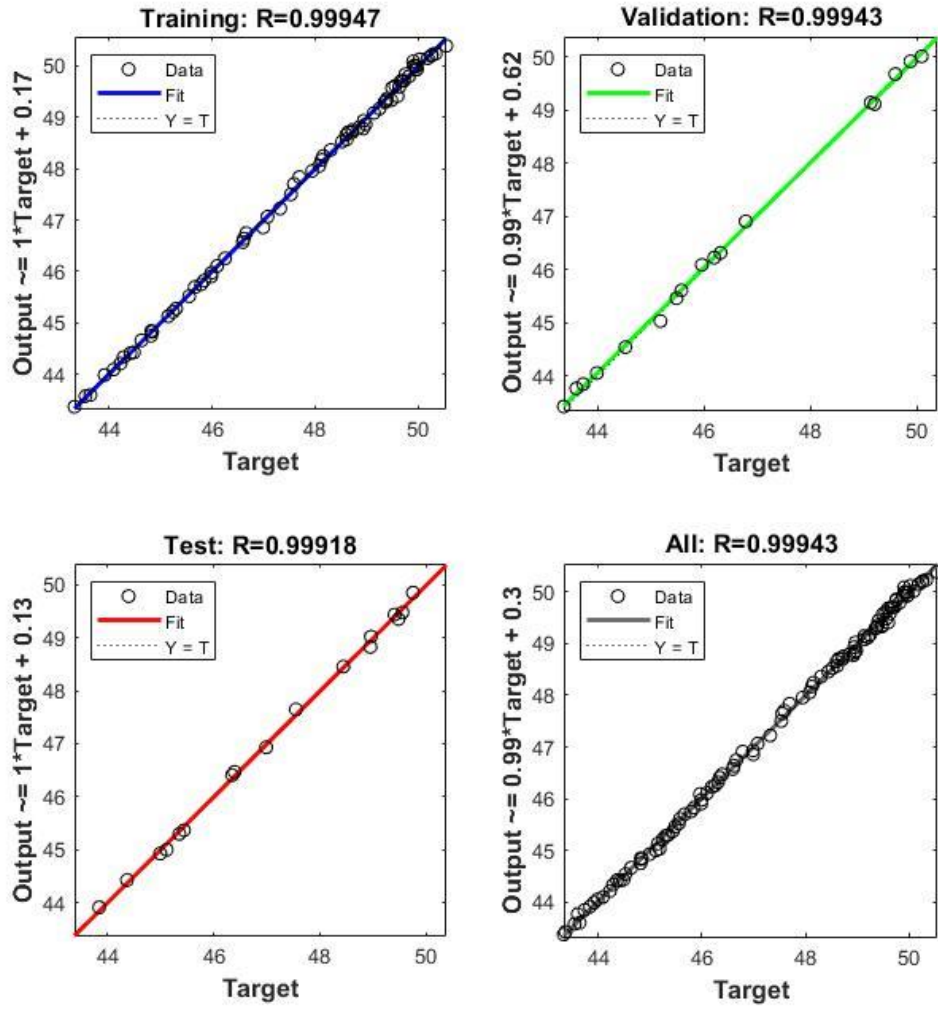 Training: R=0.99947
Output ~= 1*Target + 0.17
50
49
48
47
46
45
44
Data
Fit
Y = T
44
46
48
50
Target
Validation: R=0.99943
Output ~= 0.99*Target + 0.62
50
49
48
47
46
45
44
Data
Fit
Y = T
44
46
48
50
Target
Test: R=0.99918
Output ~= 1*Target + 0.13
50
49
48
47
46
45
44
Data
Fit
Y = T
44
46
48
50
Target
All: R=0.99943
Output ~= 0.99*Target + 0.3
50
49
48
47
46
45
44
Data
Fit
Y = T
44
46
48
50
Target